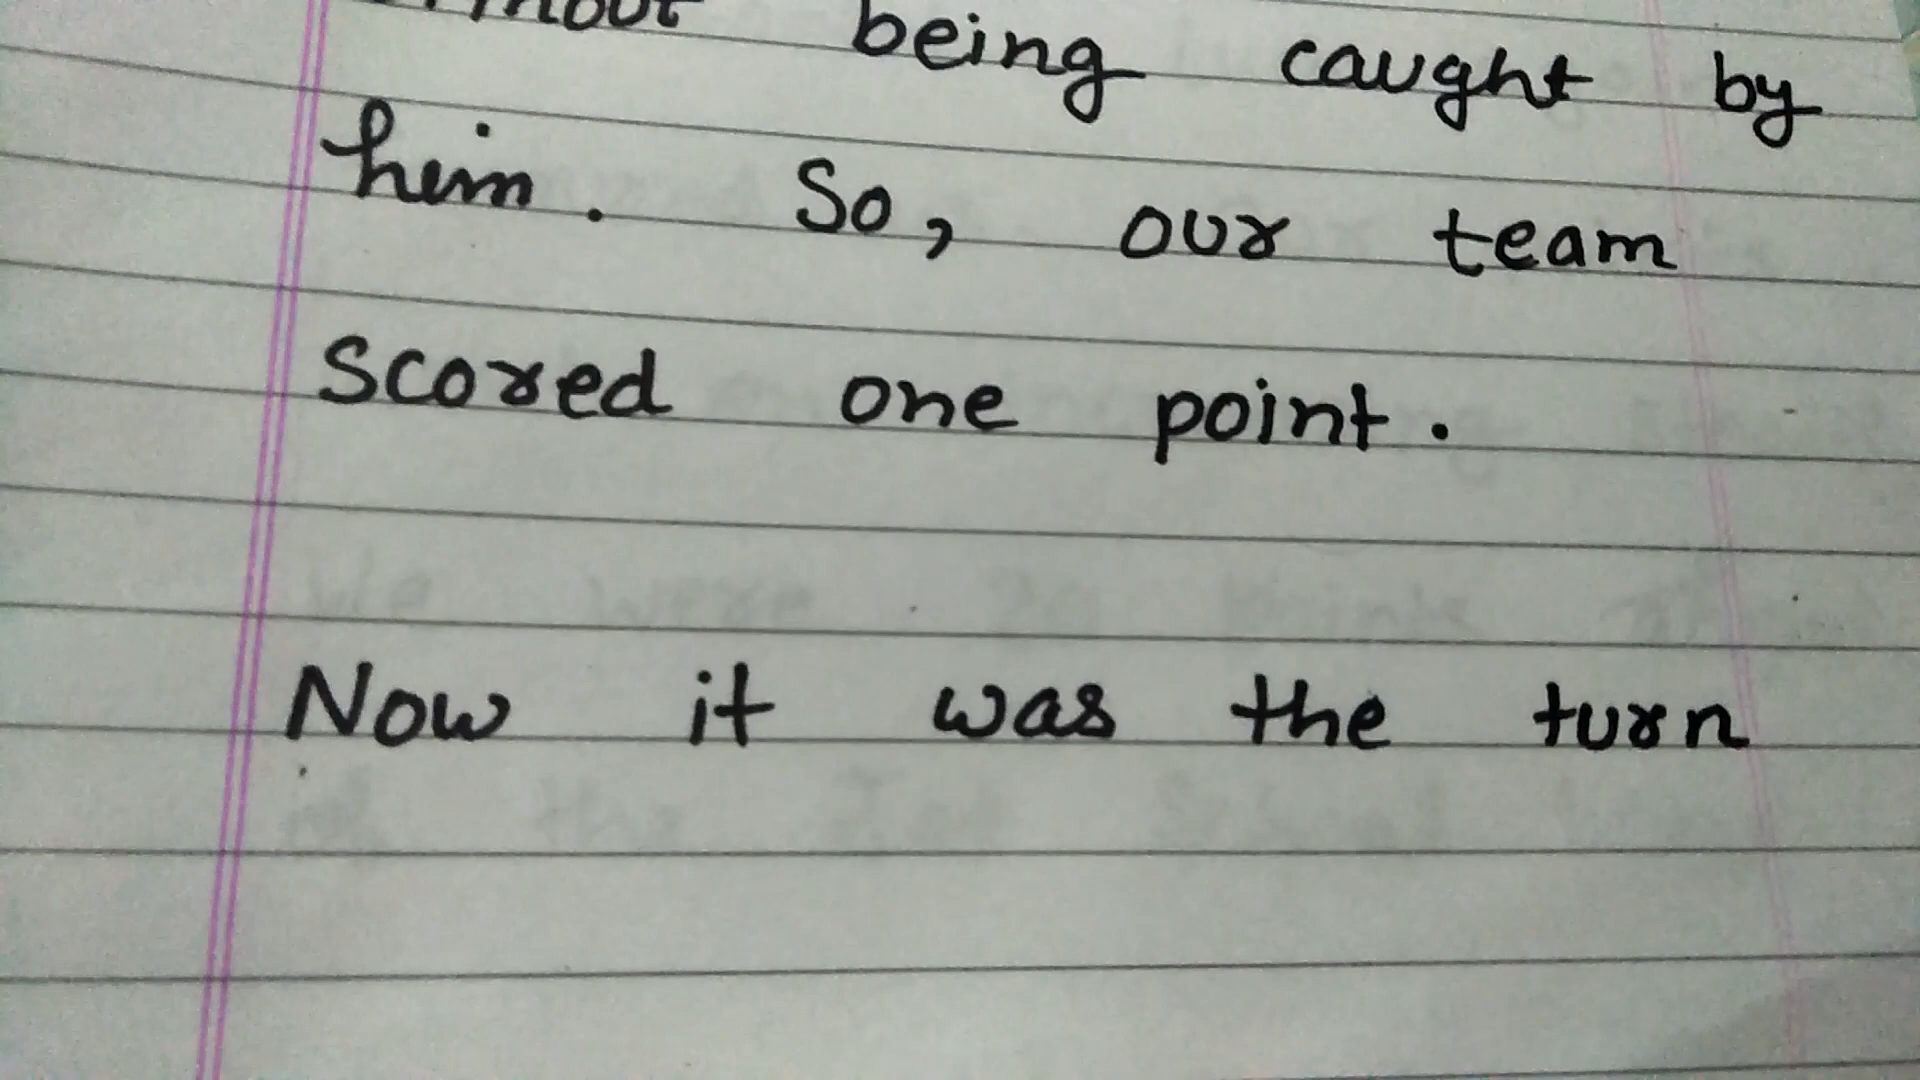 being caught by
him. So, our team
scored one point.
Now it was the turn